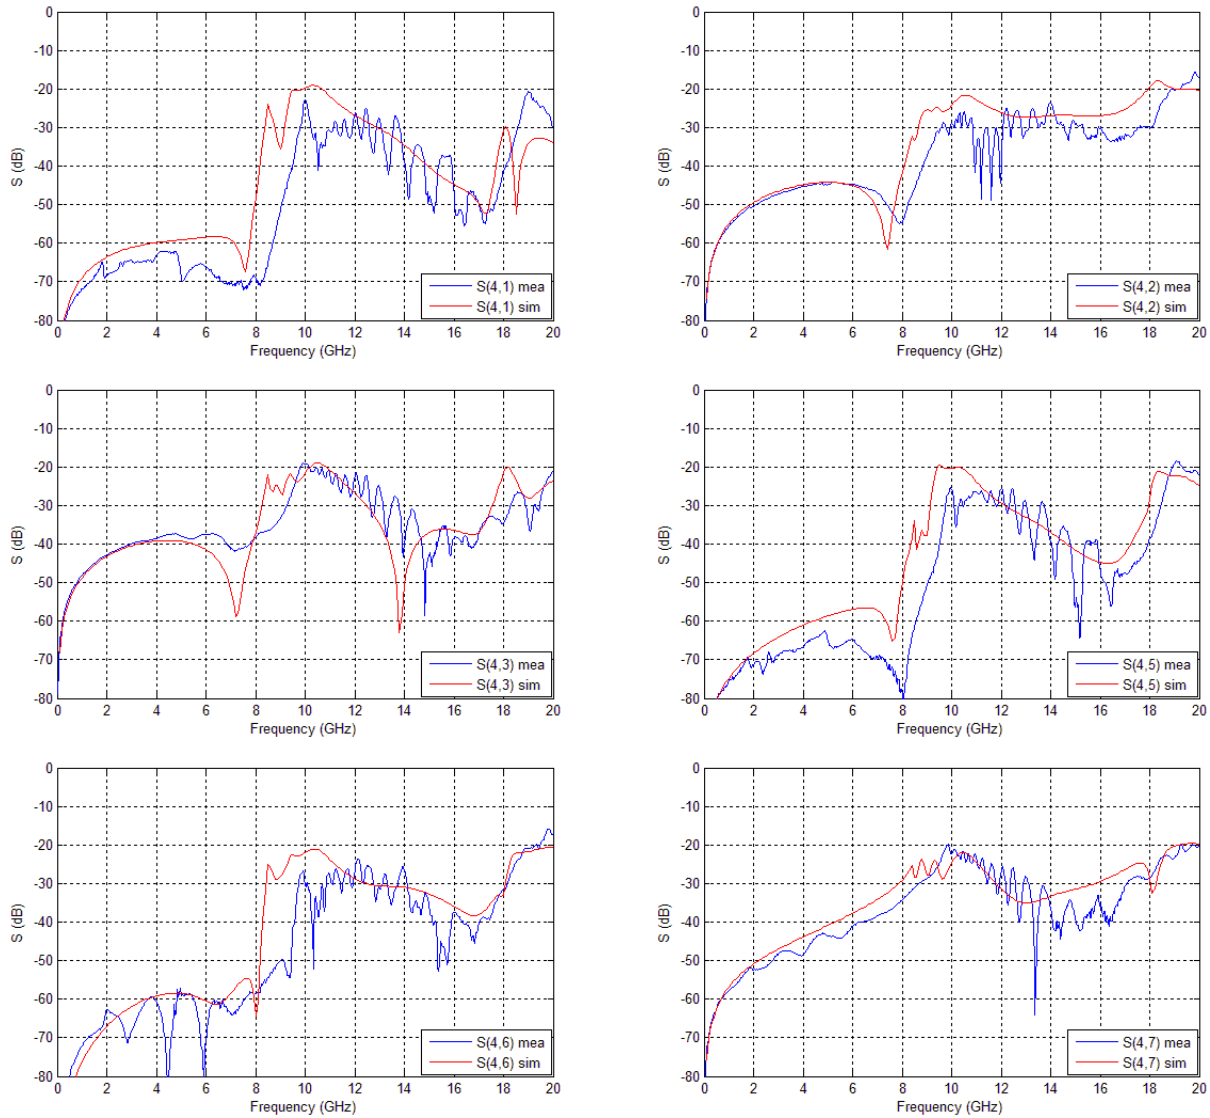 0
-10
-20
-30
-40
-50
-60
-70
-80
S (dB)
S(4,1) mea
S(4,1) sim
0 2 4 6 8 10 12 14 16 18 20
Frequency (GHz)
0
-10
-20
-30
-40
-50
-60
-70
-80
S (dB)
S(4,2) mea
S(4,2) sim
0 2 4 6 8 10 12 14 16 18 20
Frequency (GHz)
0
-10
-20
-30
-40
-50
-60
-70
-80
S (dB)
S(4,3) mea
S(4,3) sim
0 2 4 6 8 10 12 14 16 18 20
Frequency (GHz)
0
-10
-20
-30
-40
-50
-60
-70
-80
S (dB)
S(4,5) mea
S(4,5) sim
0 2 4 6 8 10 12 14 16 18 20
Frequency (GHz)
0
-10
-20
-30
-40
-50
-60
-70
-80
S (dB)
S(4,6) mea
S(4,6) sim
0 2 4 6 8 10 12 14 16 18 20
Frequency (GHz)
0
-10
-20
-30
-40
-50
-60
-70
-80
S (dB)
S(4,7) mea
S(4,7) sim
0 2 4 6 8 10 12 14 16 18 20
Frequency (GHz)